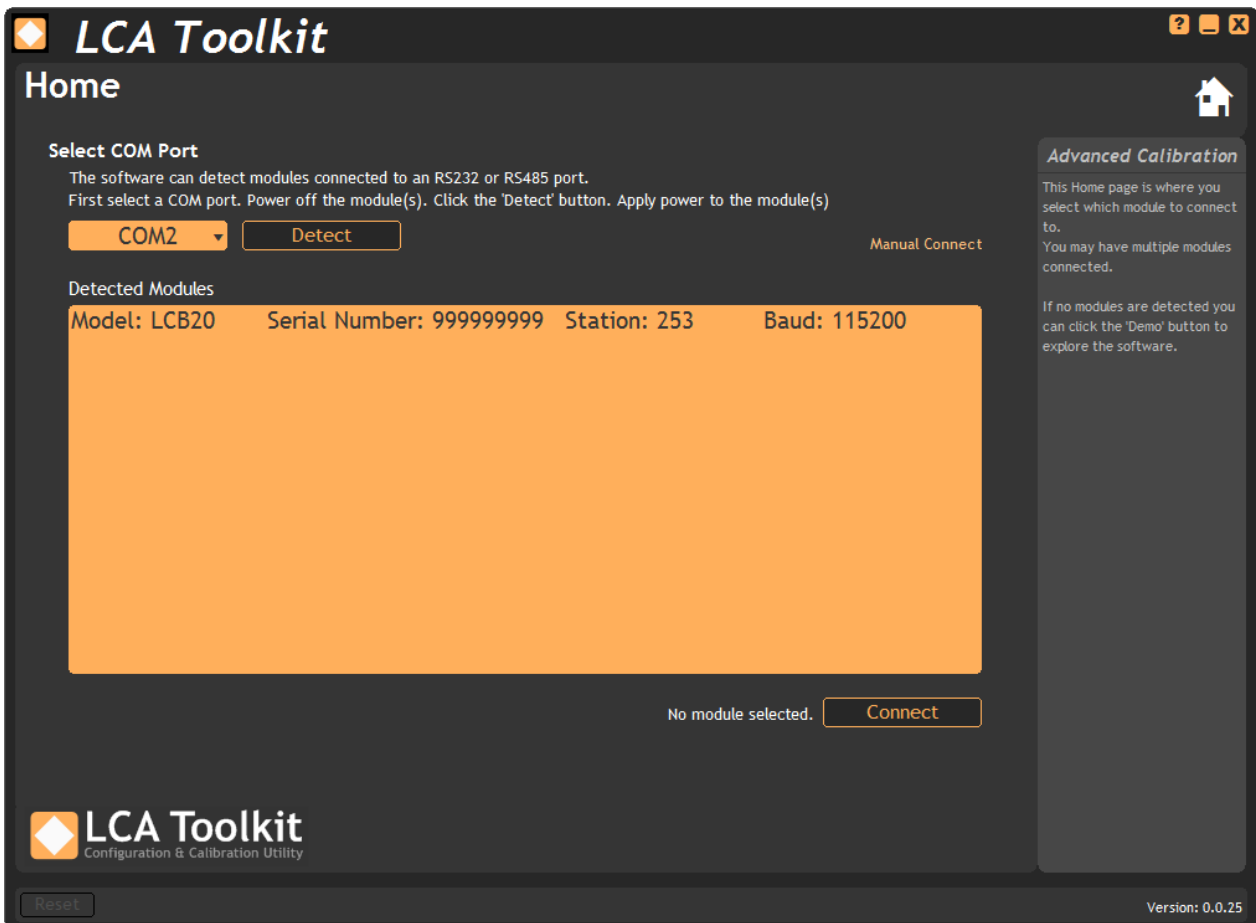 LCA Toolkit
?
X
Home
Select COM Port
The software can detect modules connected to an RS232 or RS485 port.
First select a COM port. Power off the module(s). Click the 'Detect' button. Apply power to the module(s)
COM2
Detect
Manual Connect
Detected Modules
Model: LCB20 Serial Number: 999999999 Station: 253 Baud: 115200
No module selected.
Connect
Advanced Calibration
This Home page is where you
select which module to connect
to.
You may have multiple modules
connected.
If no modules are detected you
can click the 'Demo' button to
explore the software.
LCA Toolkit
Configuration & Calibration Utility
Reset
Version: 0.0.25